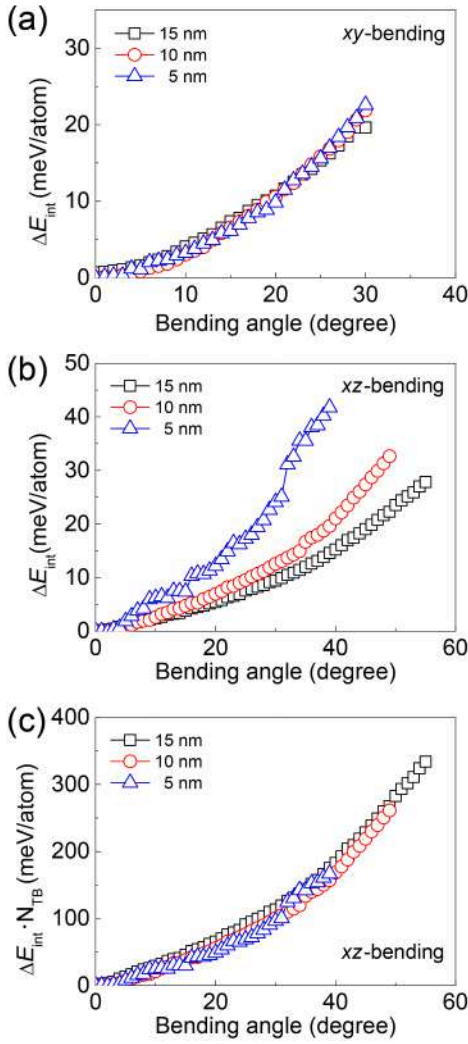 (a)
15 nm
10 nm
5 nm
xy-bending
30
20
10
0
ΔE_int (meV/atom)
0 10 20 30 40
Bending angle (degree)
(b)
15 nm
10 nm
5 nm
xz-bending
50
40
30
20
10
0
ΔE_int (meV/atom)
0 20 40 60
Bending angle (degree)
(c)
15 nm
10 nm
5 nm
xz-bending
400
300
200
100
0
ΔE_int·N_TB (meV/atom)
0 20 40 60
Bending angle (degree)